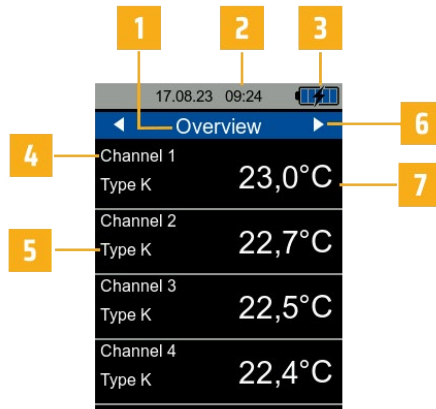 1 2 3
17.08.23 09:24
Overview
6
4
Channel 1
Type K
23,0°C
7
Channel 2
5
Type K
22,7°C
Channel 3
Type K
22,5°C
Channel 4
Type K
22,4°C